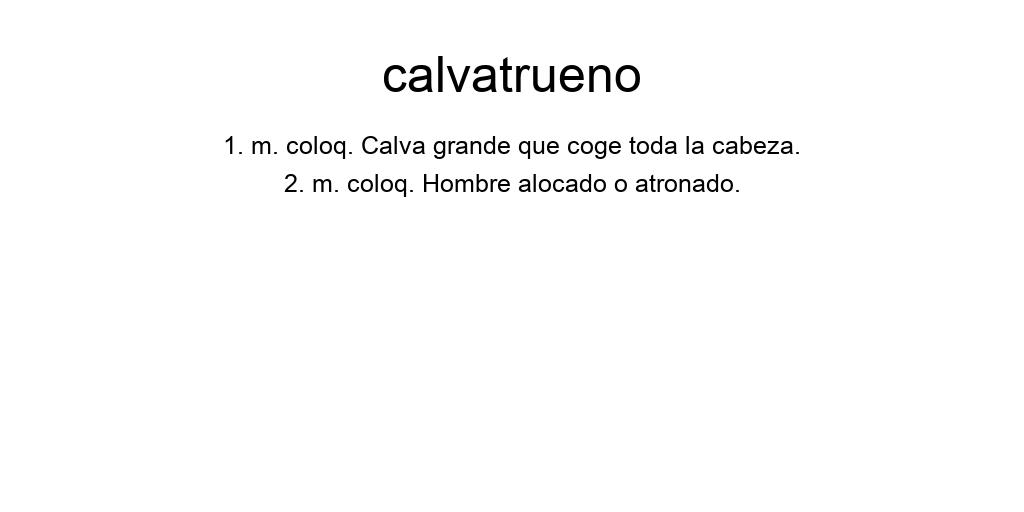 calvatrueno
1. m. coloq. Calva grande que coge toda la cabeza.
2. m. coloq. Hombre alocado o atronado.